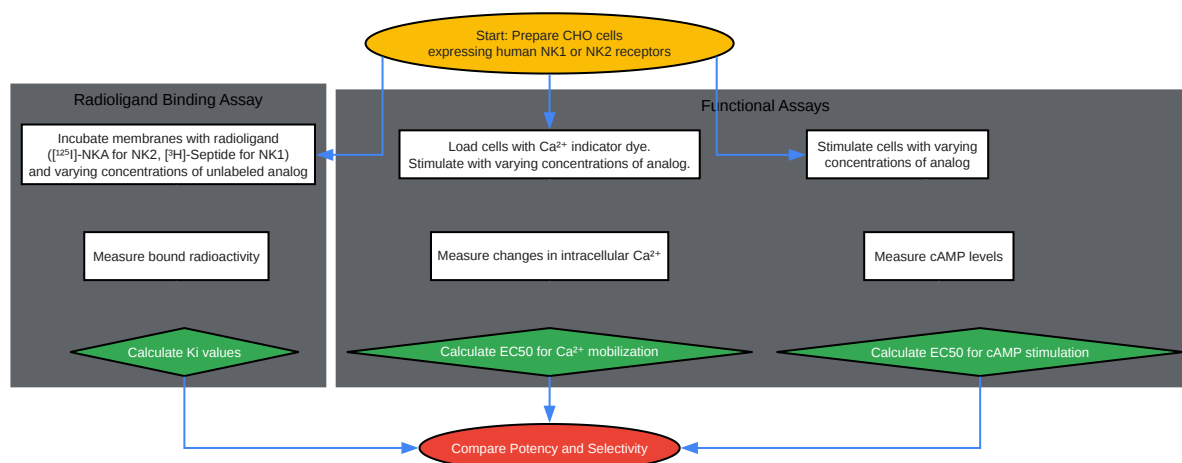 Start: Prepare CHO cells
expressing human NK1 or NK2 receptors
Radioligand Binding Assay
Functional Assays
Incubate membranes with radioligand
([¹²⁵I]-NKA for NK2, [³H]-Septide for NK1)
and varying concentrations of unlabeled analog
Load cells with Ca²⁺ indicator dye.
Stimulate with varying concentrations of analog.
Stimulate cells with varying
concentrations of analog
Measure bound radioactivity
Measure changes in intracellular Ca²⁺
Measure cAMP levels
Calculate Ki values
Calculate EC50 for Ca²⁺ mobilization
Calculate EC50 for cAMP stimulation
Compare Potency and Selectivity